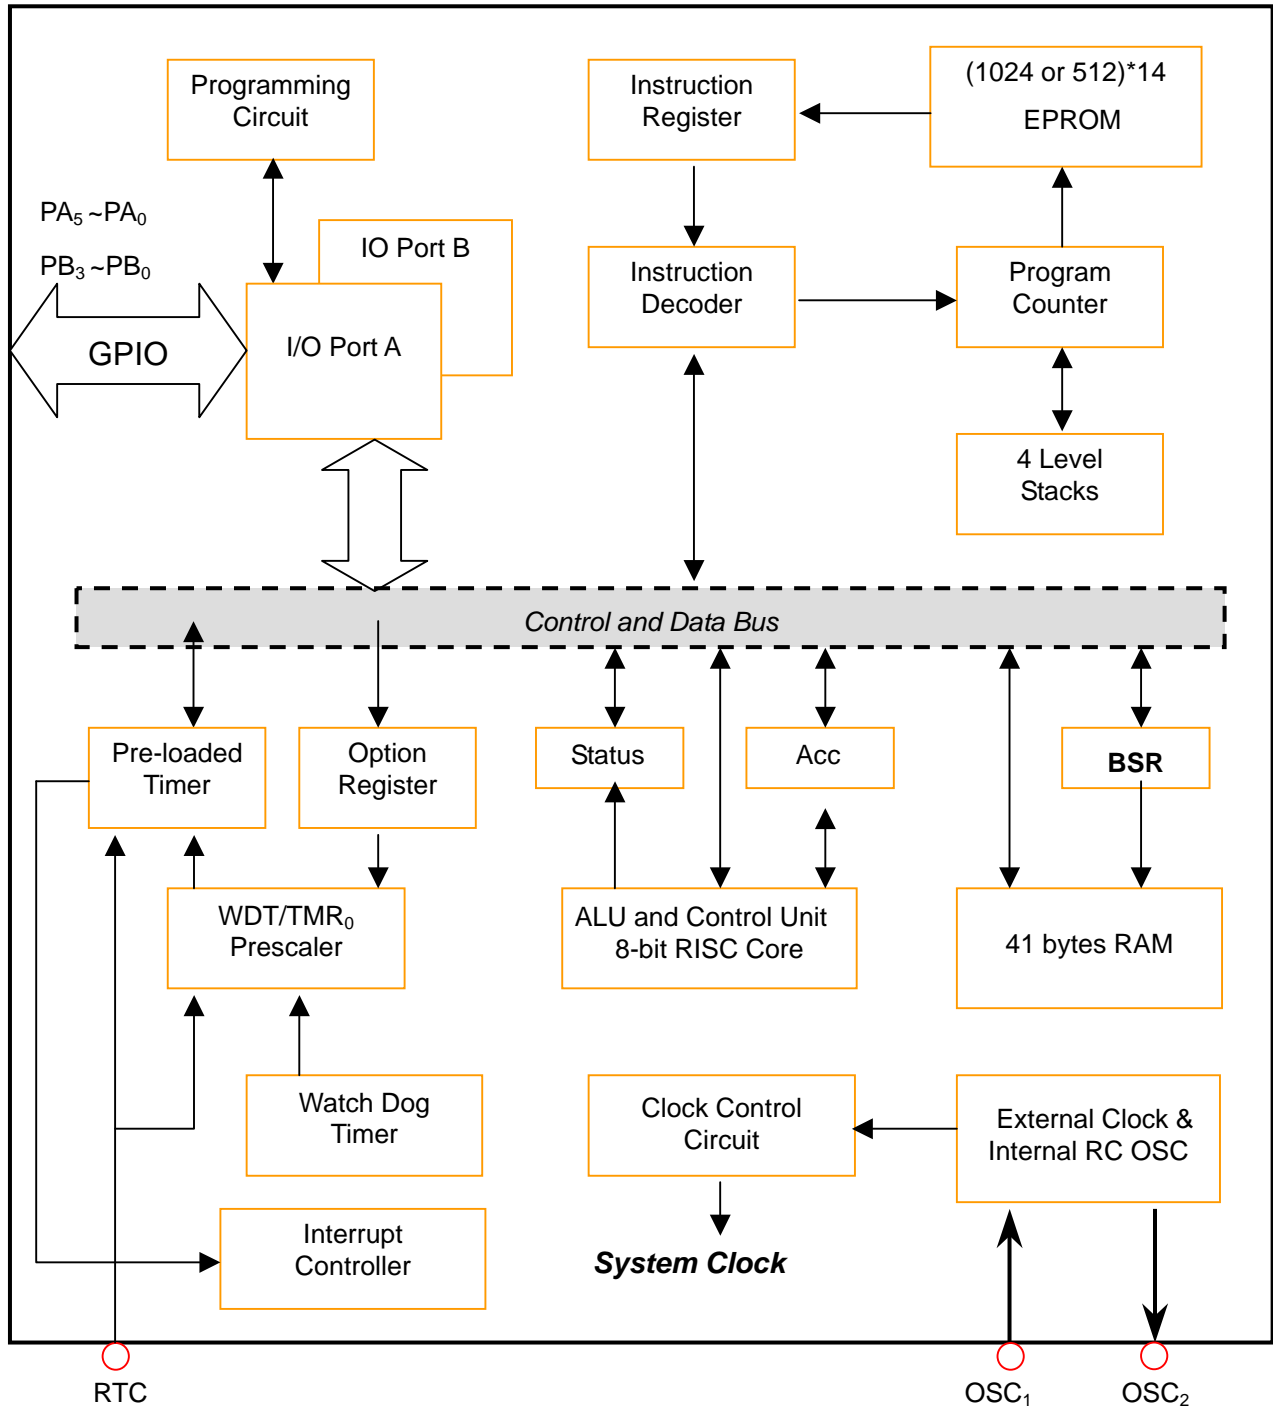 Programming
Circuit
Instruction
Register
(1024 or 512)*14
EPROM
PA5 ~PA0
PB3 ~PB0
GPIO
IO Port B
I/O Port A
Instruction
Decoder
Program
Counter
4 Level
Stacks
Control and Data Bus
Pre-loaded
Timer
Option
Register
Status
Acc
BSR
WDT/TMR0
Prescaler
ALU and Control Unit
8-bit RISC Core
41 bytes RAM
Watch Dog
Timer
Clock Control
Circuit
External Clock &
Internal RC OSC
Interrupt
Controller
System Clock
RTC
OSC1
OSC2